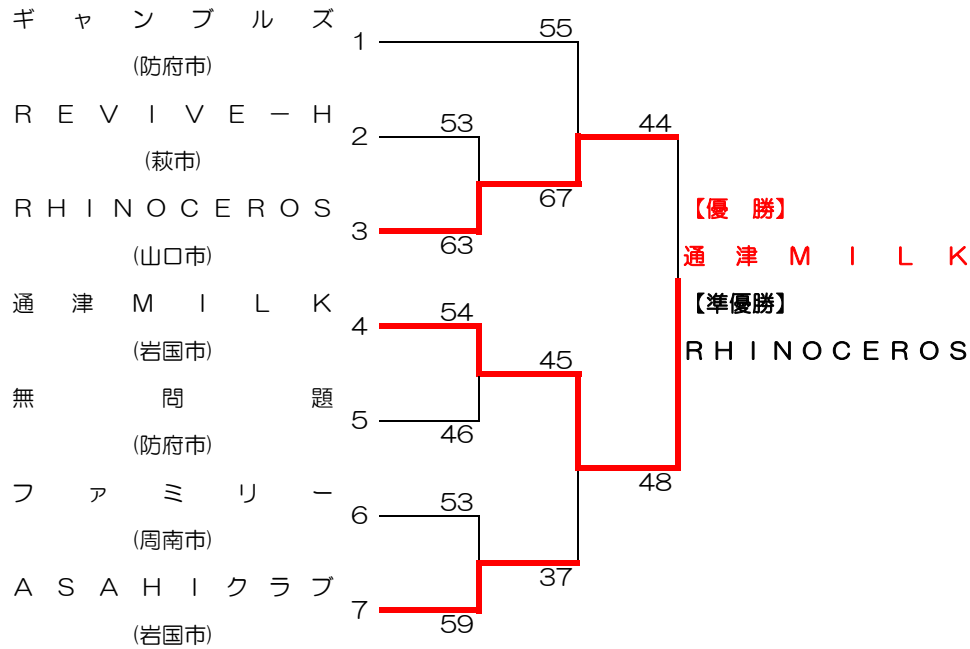 ギャンブルズ
1
55
(防府市)
REVIVE－H
2
53
44
(萩市)
RHINOCEROS
3
63
67
(山口市)
【優　勝】
通津MILK
【準優勝】
RHINOCEROS
通津MILK
4
54
(岩国市)
45
無問題
5
46
(防府市)
48
ファミリー
6
53
(周南市)
37
ASAHIクラブ
7
59
(岩国市)